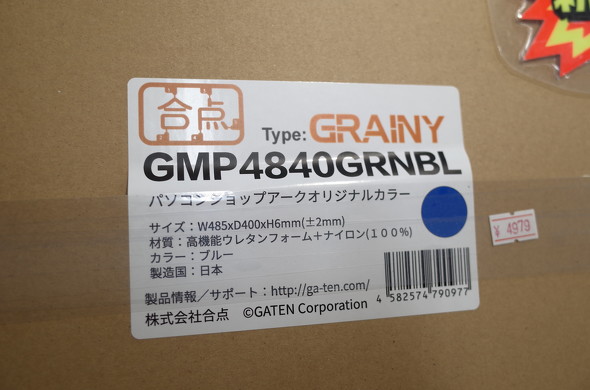 合点
Type: GRAINY
GMP4840GRNBL
パソコンショップアークオリジナルカラー
サイズ：W485xD400xH6mm(±2mm)
材質：高機能ウレタンフォーム＋ナイロン(１００％)
カラー：ブルー
製造国：日本
¥ 4979
製品情報／サポート：http://ga-ten.com/
株式会社合点 ©GATEN Corporation
4 582574 790977